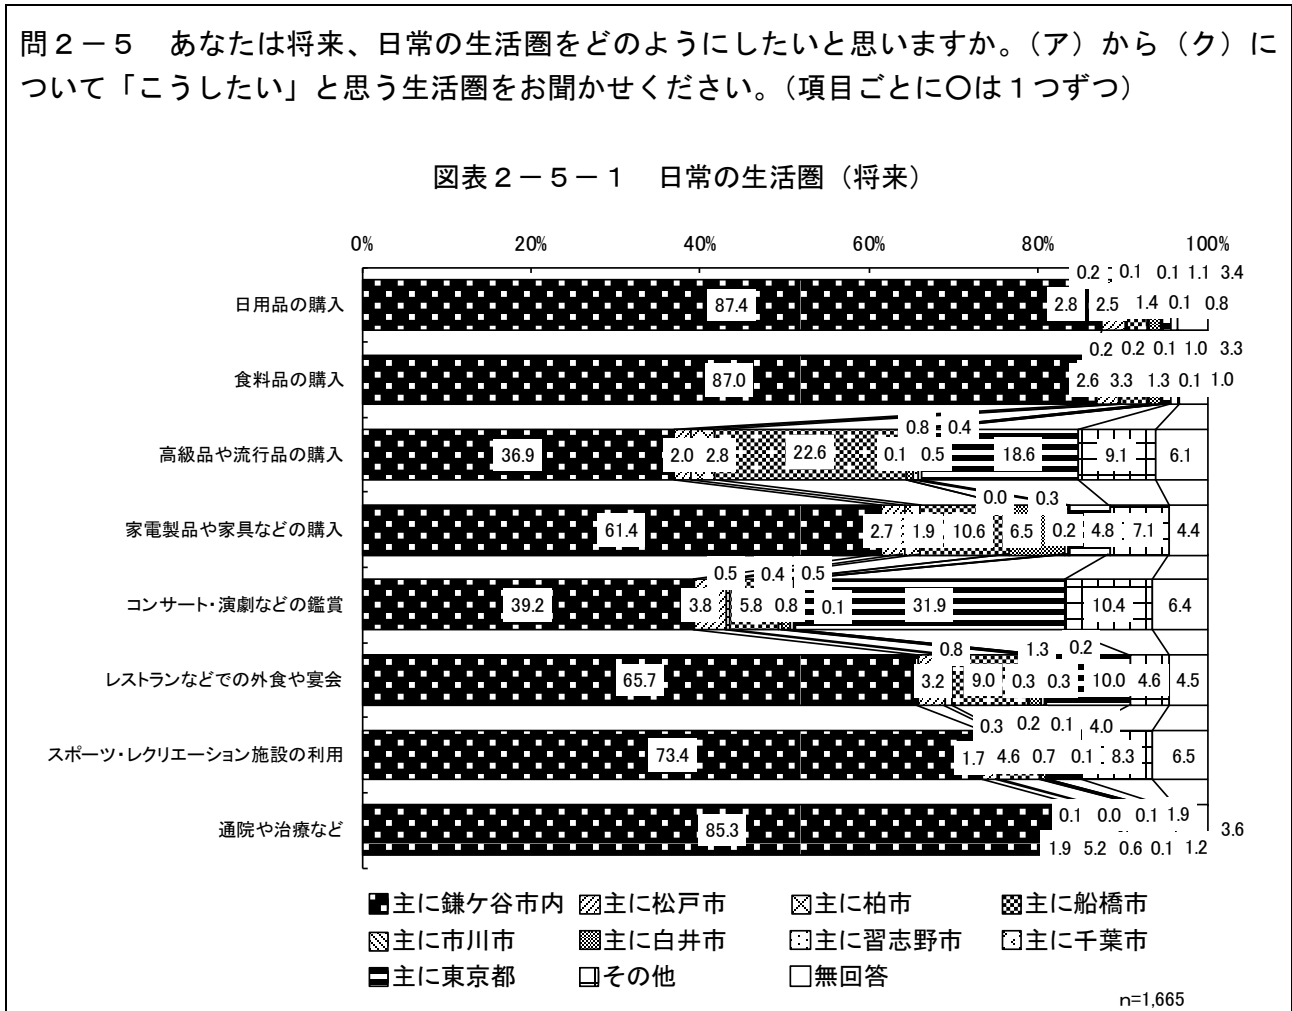 問２－５　あなたは将来、日常の生活圏をどのようにしたいと思いますか。（ア）から（ク）に
ついて「こうしたい」と思う生活圏をお聞かせください。（項目ごとに〇は１つずつ）
図表２－５－１　日常の生活圏（将来）
0% 20% 40% 60% 80% 100%
0.2 0.1 0.1 1.1 3.4
日用品の購入 87.4 2.8 2.5 1.4 0.1 0.8
0.2 0.2 0.1 1.0 3.3
食料品の購入 87.0 2.6 3.3 1.3 0.1 1.0
0.8 0.4
高級品や流行品の購入 36.9 2.0 2.8 22.6 0.1 0.5 18.6 9.1 6.1
0.0 0.3
家電製品や家具などの購入 61.4 2.7 1.9 10.6 6.5 0.2 4.8 7.1 4.4
0.5 0.4 0.5
コンサート・演劇などの鑑賞 39.2 3.8 5.8 0.8 0.1 31.9 10.4 6.4
0.8 1.3 0.2
レストランなどでの外食や宴会 65.7 3.2 9.0 0.3 0.3 10.0 4.6 4.5
0.3 0.2 0.1 4.0
スポーツ・レクリエーション施設の利用 73.4 1.7 4.6 0.7 0.1 8.3 6.5
0.1 0.0 0.1 1.9
通院や治療など 85.3 3.6
1.9 5.2 0.6 0.1 1.2
主に鎌ケ谷市内 主に松戸市 主に柏市 主に船橋市
主に市川市 主に白井市 主に習志野市 主に千葉市
主に東京都 その他 無回答
n=1,665